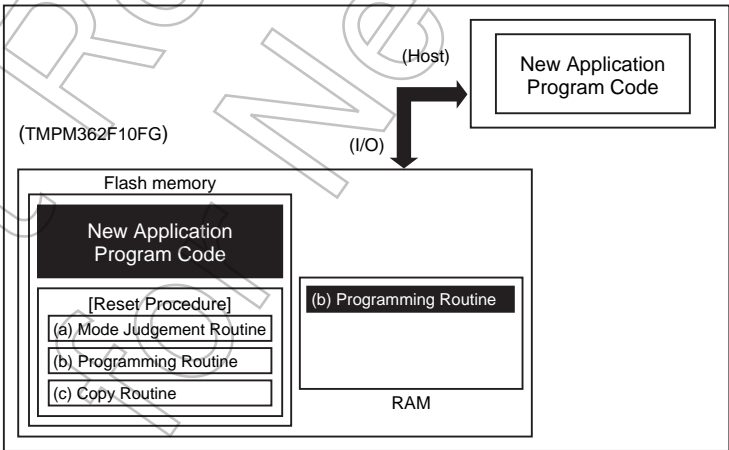 (Host)
New Application
Program Code
(TMPM362F10FG)
(I/O)
Flash memory
New Application
Program Code
[Reset Procedure]
(a) Mode Judgement Routine
(b) Programming Routine
(c) Copy Routine
(b) Programming Routine
RAM